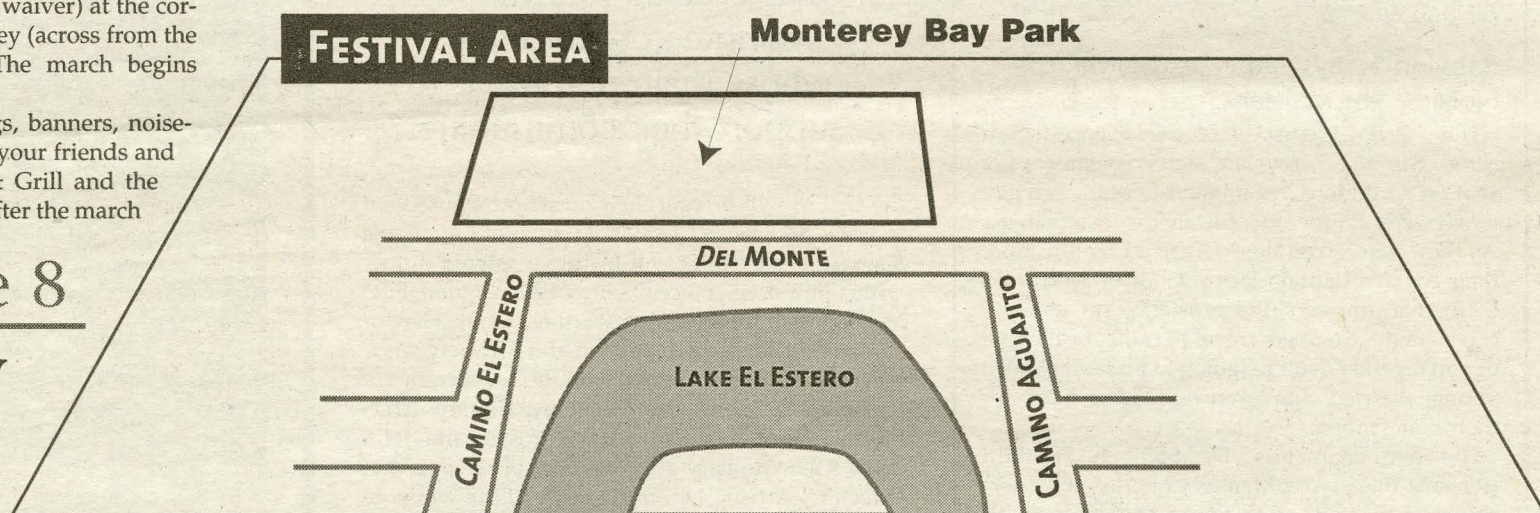 waiver) at the cor-
ey (across from the
The march begins
gs, banners, noise-
your friends and
Grill and the
fter the march
e 8
FESTIVAL AREA
Monterey Bay Park
DEL MONTE
CAMINO EL ESTERO
LAKE EL ESTERO
CAMINO AGUAJITO